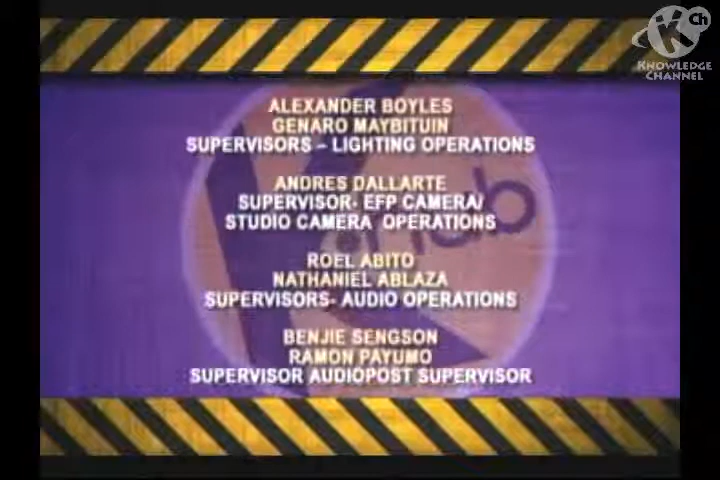 Ch
KNOWLEDGE
CHANNEL
ALEXANDER BOYLES
GENARO MAYBITUIN
SUPERVISORS – LIGHTING OPERATIONS
ANDRES DALLARTE
SUPERVISOR- EFP CAMERA/
STUDIO CAMERA OPERATIONS
ROEL ABITO
NATHANIEL ABLAZA
SUPERVISORS- AUDIO OPERATIONS
BENJIE SENGSON
RAMON PAYUMO
SUPERVISOR AUDIOPOST SUPERVISOR